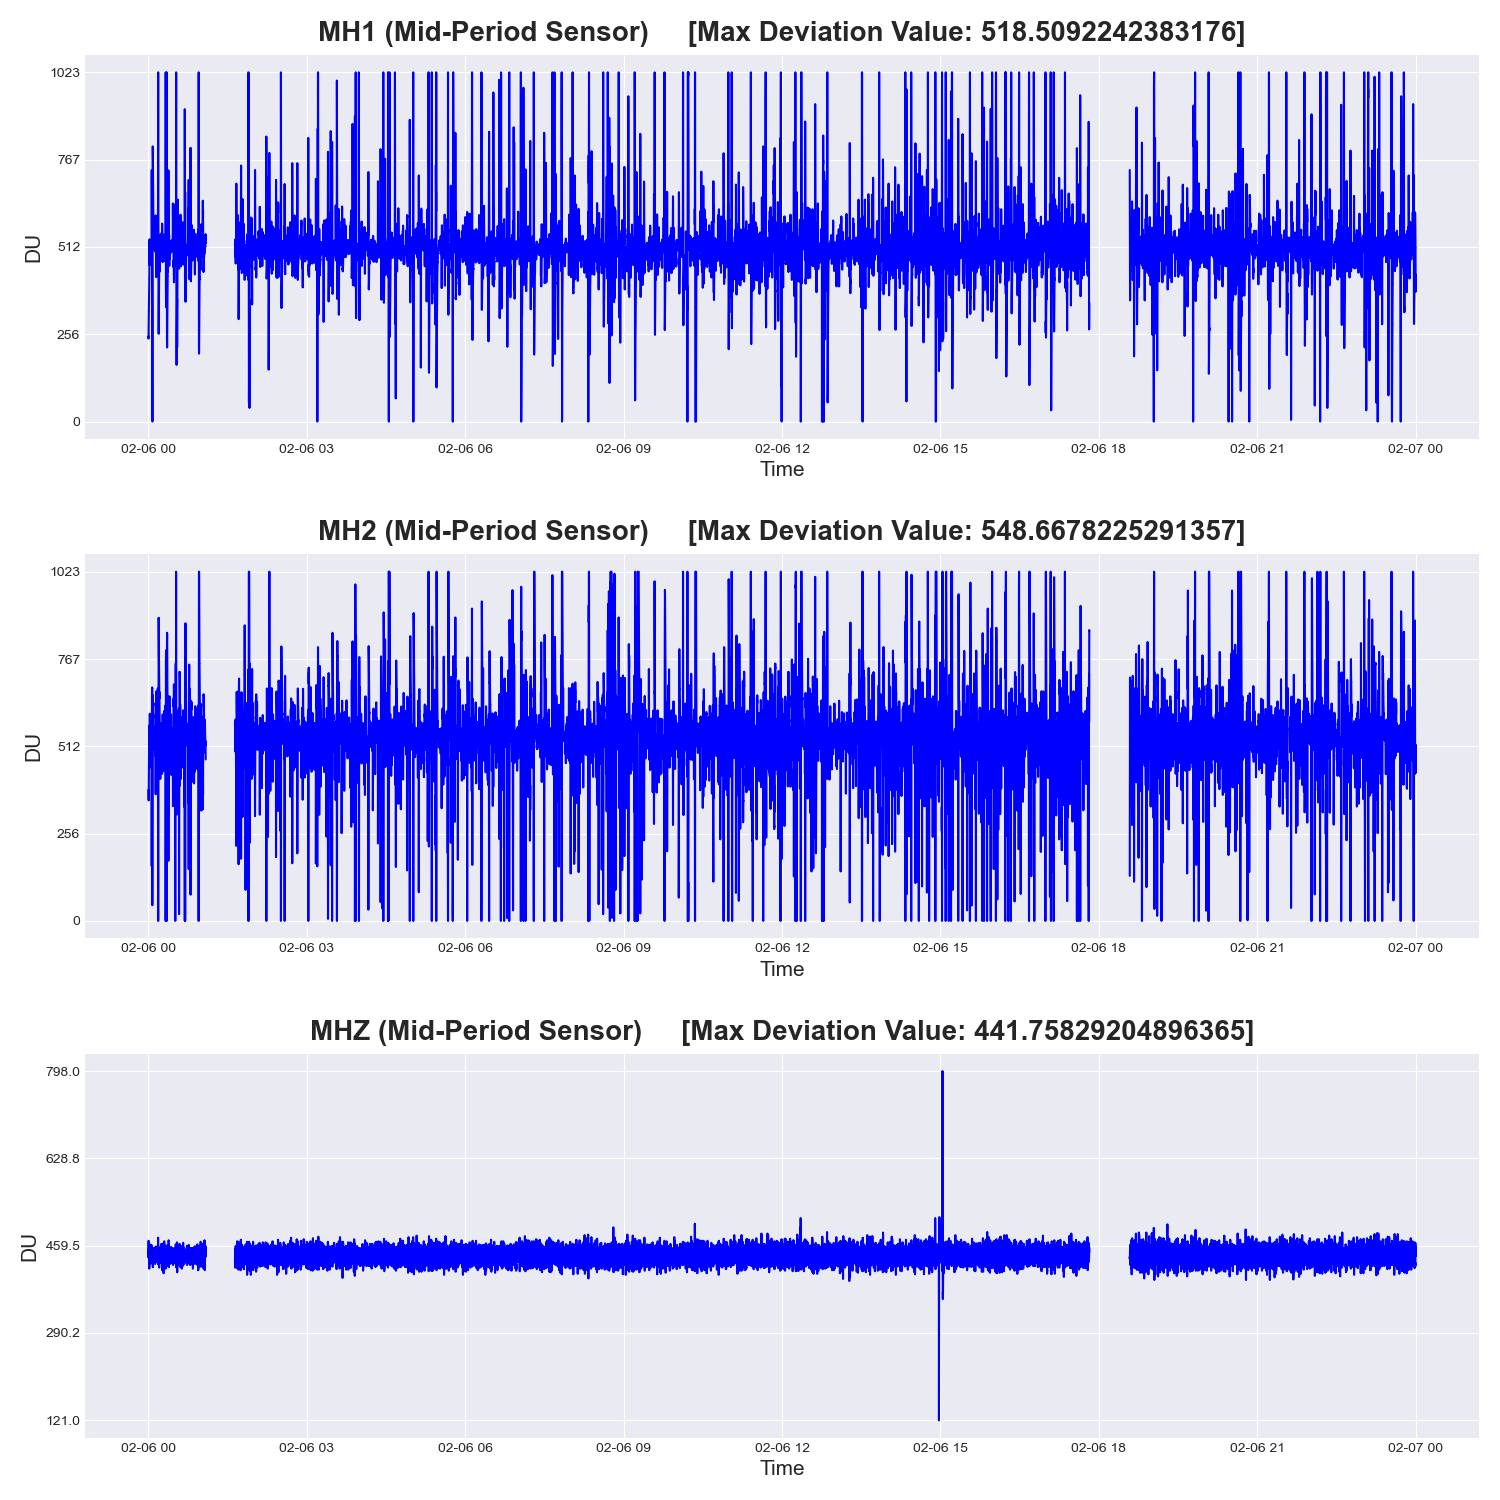 MH1 (Mid-Period Sensor) [Max Deviation Value: 518.5092242383176]
1023
767
512
256
0
DU
02-06 00 02-06 03 02-06 06 02-06 09 02-06 12 02-06 15 02-06 18 02-06 21 02-07 00
Time
MH2 (Mid-Period Sensor) [Max Deviation Value: 548.6678225291357]
1023
767
512
256
0
DU
02-06 00 02-06 03 02-06 06 02-06 09 02-06 12 02-06 15 02-06 18 02-06 21 02-07 00
Time
MHZ (Mid-Period Sensor) [Max Deviation Value: 441.75829204896365]
798.0
628.8
459.5
290.2
121.0
DU
02-06 00 02-06 03 02-06 06 02-06 09 02-06 12 02-06 15 02-06 18 02-06 21 02-07 00
Time